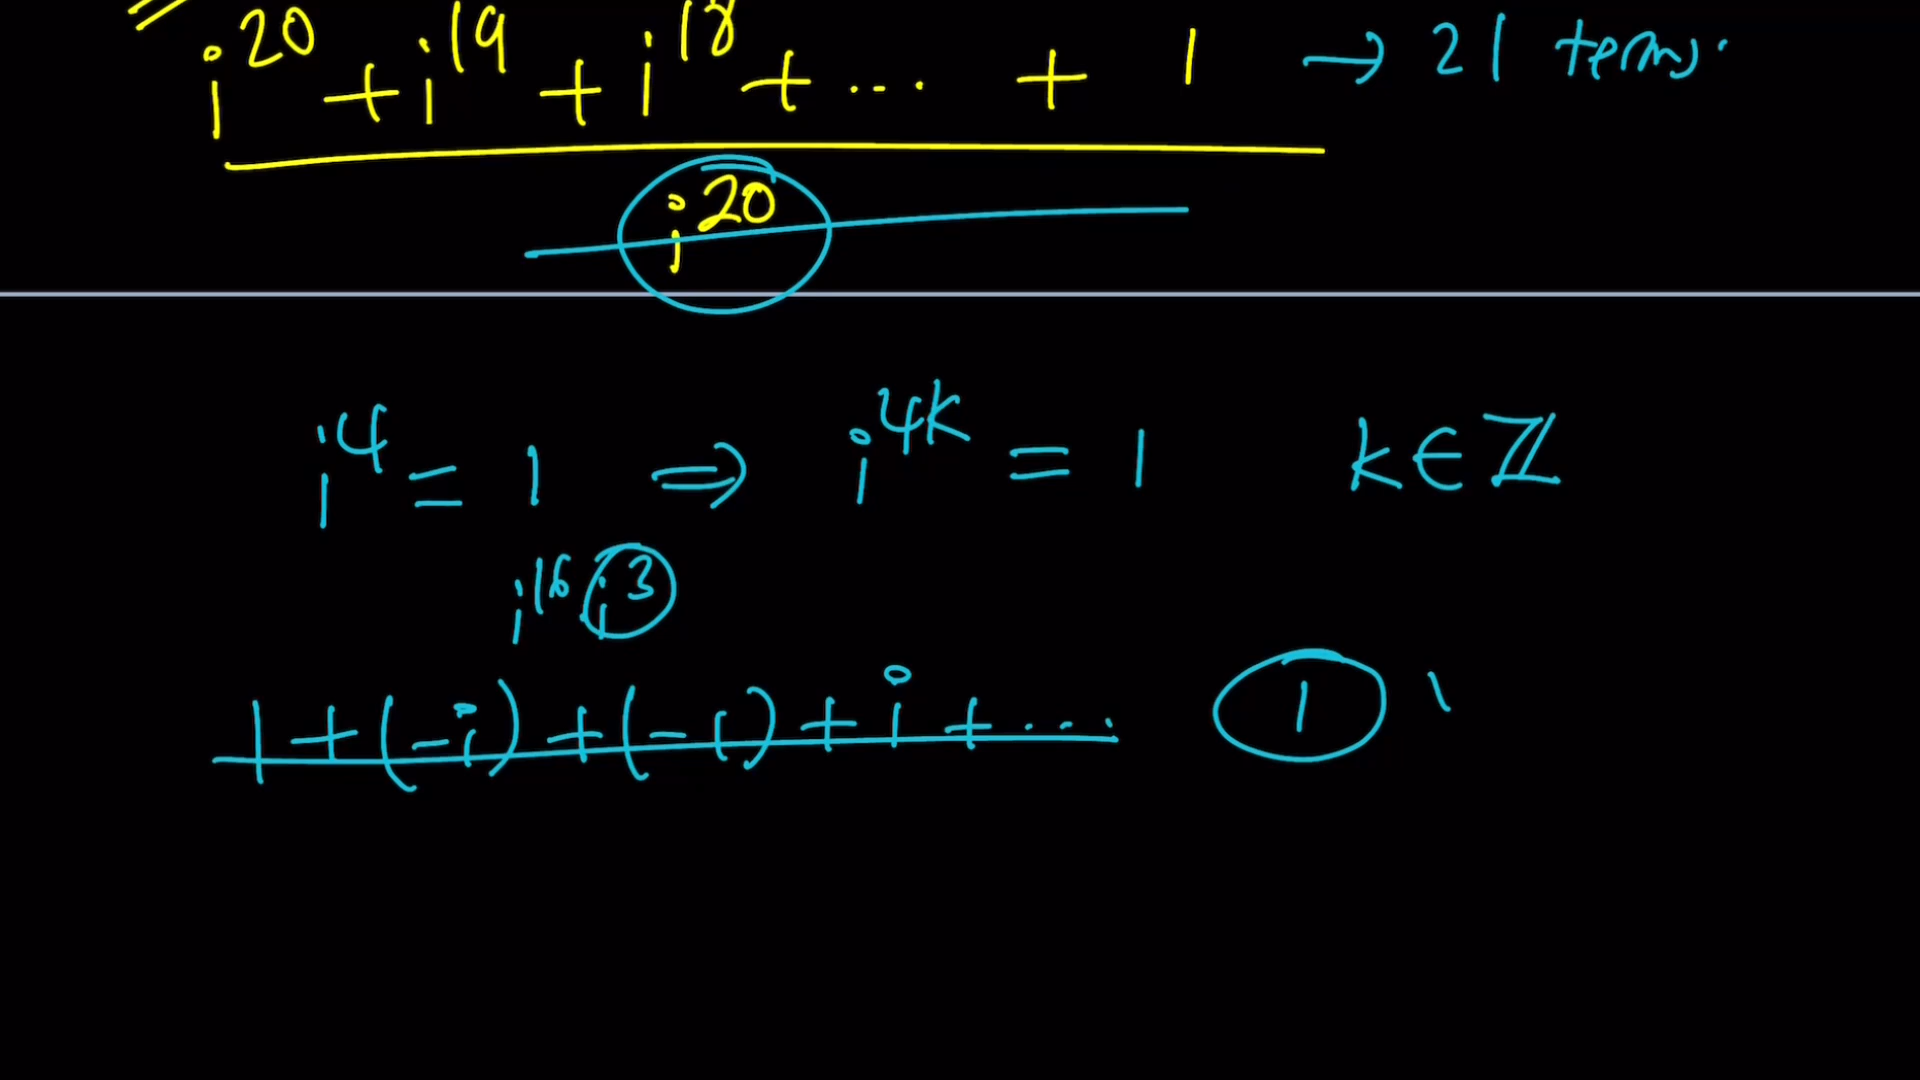 i^20 + i^19 + i^18 + ... + 1 → 21 terms.
i^20
i^4 = 1 ⇒ i^4k = 1 k ∈ ℤ
i^16 i^3
1 + (-i) + (-1) + i + ... 1